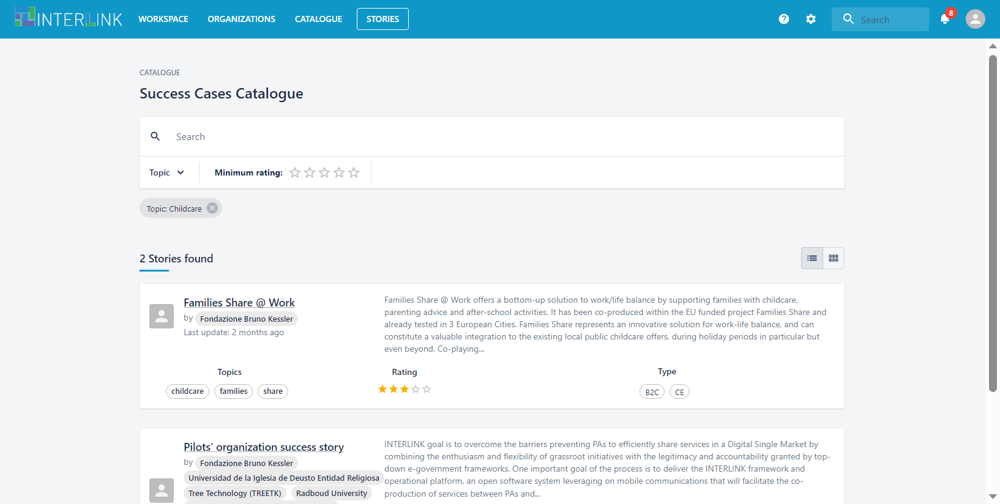 INTERLINK WORKSPACE ORGANIZATIONS CATALOGUE STORIES Search 8
CATALOGUE
Success Cases Catalogue
Search
Topic Minimum rating:
Topic: Childcare
2 Stories found
Families Share @ Work
by Fondazione Bruno Kessler
Last update: 2 months ago
Families Share @ Work offers a bottom-up solution to work/life balance by supporting families with childcare,
parenting advice and after-school activities. It has been co-produced within the EU funded project Families Share and
already tested in 3 European Cities. Families Share represents an innovative solution for work-life balance, and can
constitute a valuable integration to the existing local public childcare offers, during holiday periods in particular but
even beyond. Co-playing...
Topics Rating Type
childcare families share B2C CE
Pilots' organization success story
by Fondazione Bruno Kessler
Universidad de la Iglesia de Deusto Entidad Religiosa
Tree Technology (TREETK) Radboud University
INTERLINK goal is to overcome the barriers preventing PAs to efficiently share services in a Digital Single Market by
combining the enthusiasm and flexibility of grassroot initiatives with the legitimacy and accountability granted by top-
down e-government frameworks. One important goal of the process is to deliver the INTERLINK framework and
operational platform, an open software system leveraging on mobile communications that will facilitate the co-
production of services between PAs and...